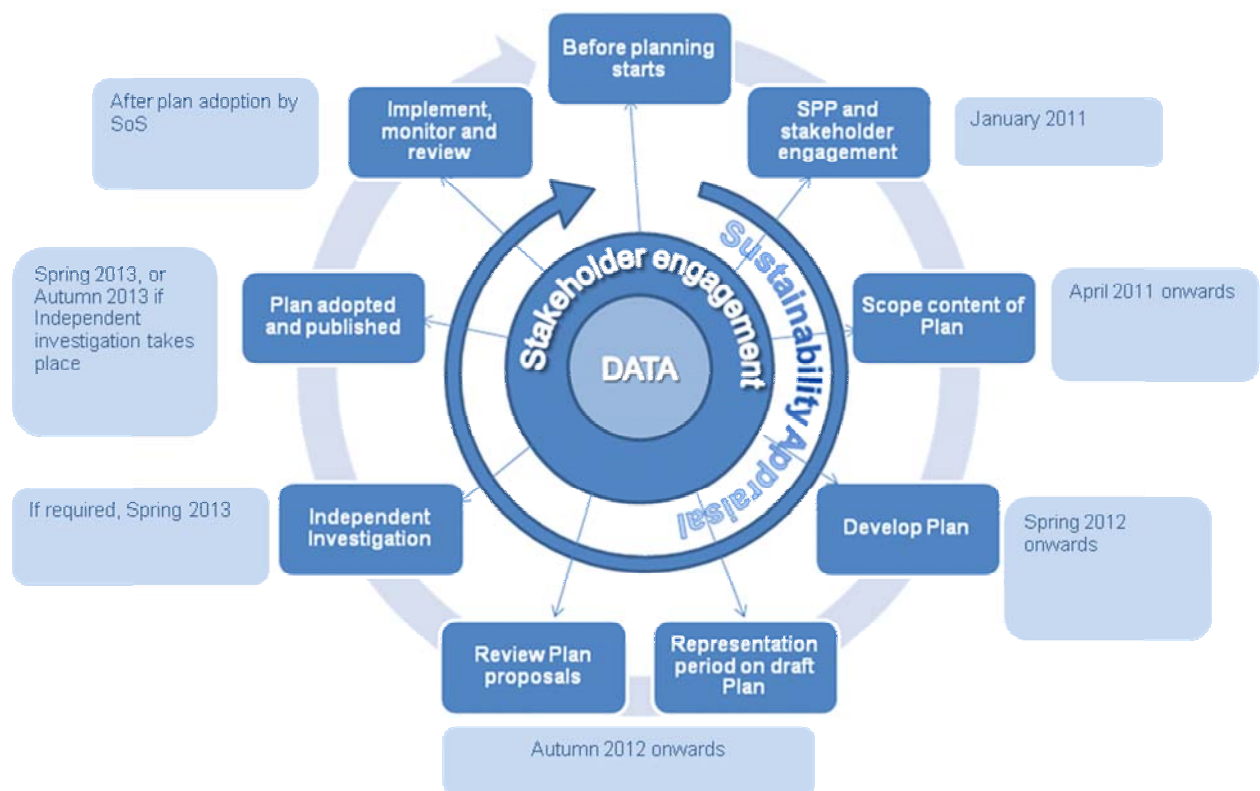 Before planning
starts
SPP and
stakeholder
engagement
January 2011
Scope content of
Plan
April 2011 onwards
Develop Plan
Spring 2012
onwards
Representation
period on draft
Plan
Review Plan
proposals
Autumn 2012 onwards
Independent
Investigation
If required, Spring 2013
Plan adopted
and published
Spring 2013, or
Autumn 2013 if
Independent
investigation takes
place
Implement,
monitor and
review
After plan adoption by
SoS
Stakeholder engagement
DATA
Sustainability Appraisal